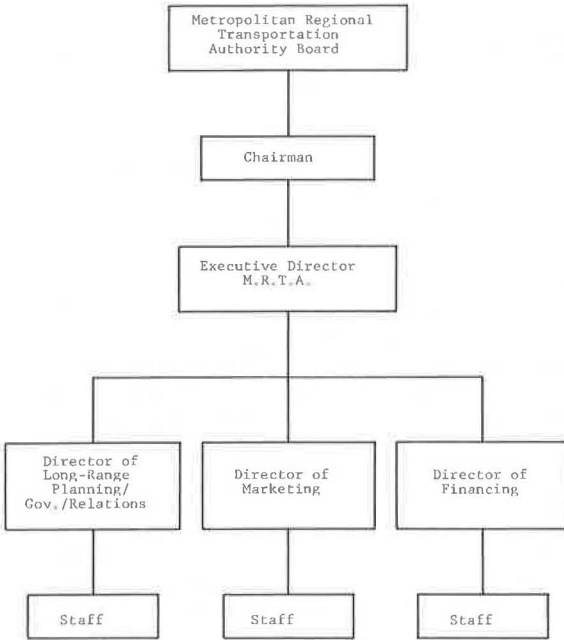 Metropolitan Regional
Transportation
Authority Board
Chairman
Executive Director
M.R.T.A.
Director of
Long-Range
Planning/
Gov./Relations
Director of
Marketing
Director of
Financing
Staff
Staff
Staff